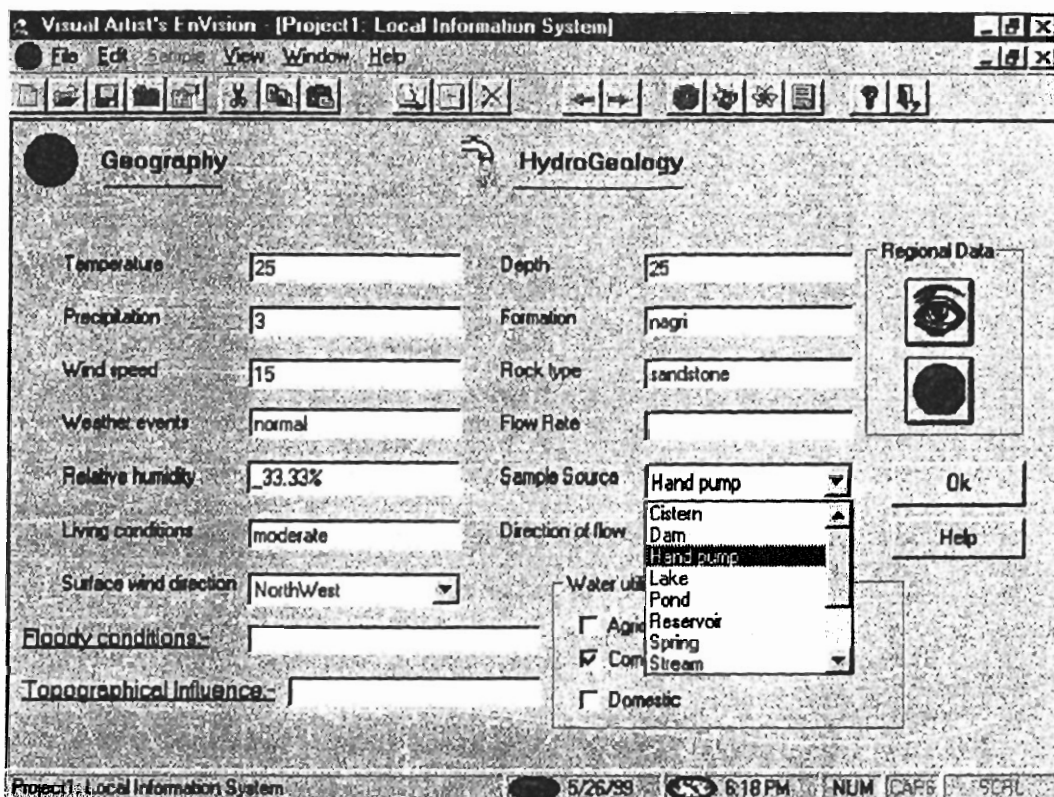 Visual Artist's EnVision - [Project1: Local Information System]
File Edit Sample View Window Help
Geography
HydroGeology
Temperature 25
Depth 25
Regional Data
Precipitation 3
Formation nagri
Wind speed 15
Rock type sandstone
Weather events normal
Flow Rate
Relative humidity _33.33%
Sample Source Hand pump
Ok
Cistern
Living conditions moderate
Direction of flow
Dam
Help
Hand pump
Lake
Surface wind direction NorthWest
Water util
Pond
Reservoir
Floody conditions:-
Agric
Spring
Com
Stream
Topographical Influence:-
Domestic
Project1: Local Information System 5/26/99 6:18 PM NUM CAPS SCRL